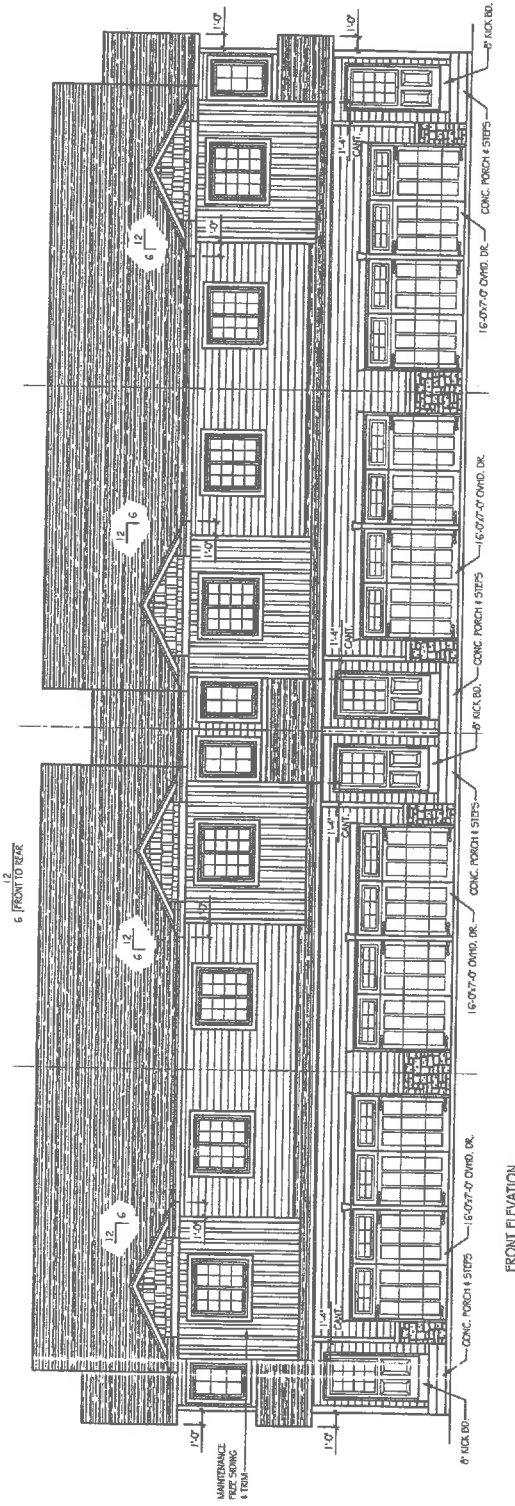 12
6 FRONT TO REAR
12
6
12
6
12
6
12
6
1'-0"
1'-0"
1'-0"
1'-0"
1'-0"
1'-0"
1'-0"
1'-0"
MAINTENANCE
FREE SIDING
& TRIM
1'-4"
CANT.
1'-4"
CANT.
1'-4"
CANT.
1'-4"
CANT.
8" KICK BD.
CONC. PORCH & STEPS
16'-0"x7'-0" OVHD. DR.
16'-0"x7'-0" OVHD. DR.
CONC. PORCH & STEPS
8" KICK BD.
CONC. PORCH & STEPS
16'-0"x7'-0" OVHD. DR.
16'-0"x7'-0" OVHD. DR.
CONC. PORCH & STEPS
8" KICK BD.
FRONT ELEVATION